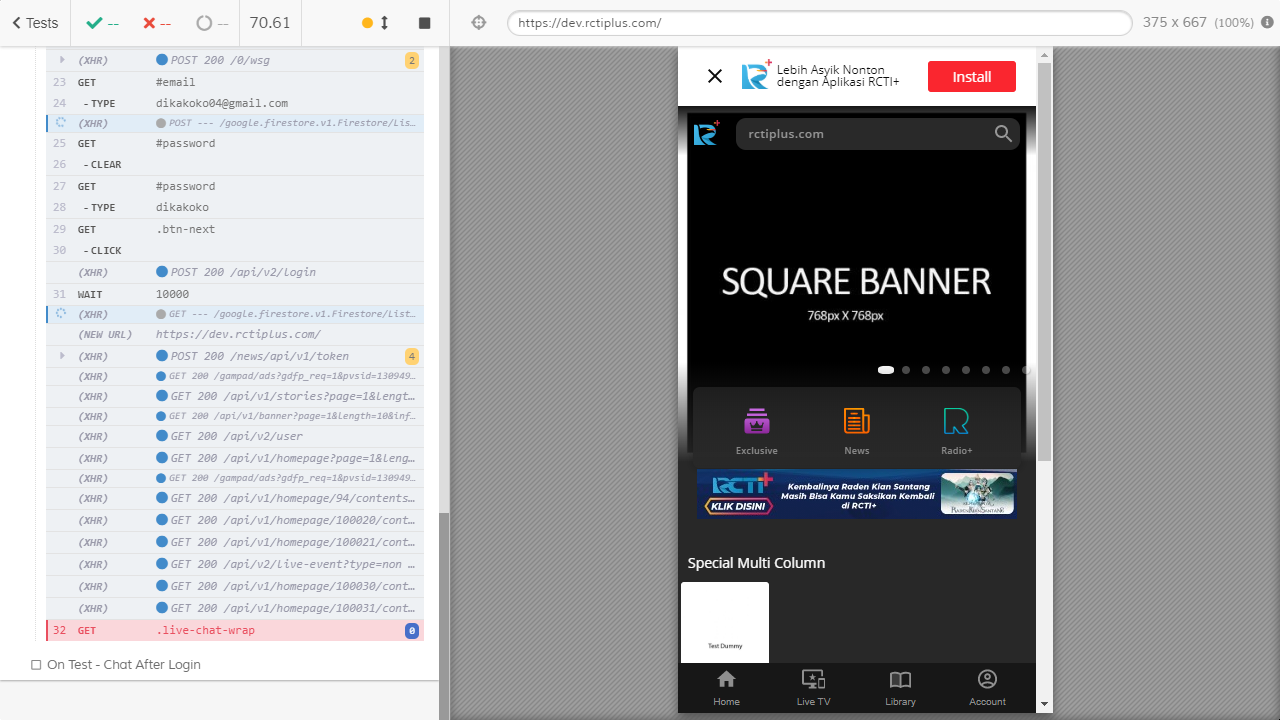 Tests
--
--
--
70.61
https://dev.rctiplus.com/
375 x 667 (100%)
(XHR) POST 200 /0/wsg 2
23 GET #email
24 - TYPE dikakoko04@gmail.com
(XHR) POST --- /google.firestore.v1.Firestore/Lis...
25 GET #password
26 - CLEAR
27 GET #password
28 - TYPE dikakoko
29 GET .btn-next
30 - CLICK
(XHR) POST 200 /api/v2/login
31 WAIT 10000
(XHR) GET --- /google.firestore.v1.Firestore/List...
(NEW URL) https://dev.rctiplus.com/
(XHR) POST 200 /news/api/v1/token 4
(XHR) GET 200 /gampad/ads?gdfp_req=1&pvsid=130949...
(XHR) GET 200 /api/v1/stories?page=1&lengt...
(XHR) GET 200 /api/v1/banner?page=1&length=10&inf...
(XHR) GET 200 /api/v2/user
(XHR) GET 200 /api/v1/homepage?page=1&leng...
(XHR) GET 200 /gampad/ads?gdfp_req=1&pvsid=130949...
(XHR) GET 200 /api/v1/homepage/94/contents...
(XHR) GET 200 /api/v1/homepage/100020/cont...
(XHR) GET 200 /api/v1/homepage/100021/cont...
(XHR) GET 200 /api/v2/live-event?type=non ...
(XHR) GET 200 /api/v1/homepage/100030/cont...
(XHR) GET 200 /api/v1/homepage/100031/cont...
32 GET .live-chat-wrap 0
On Test - Chat After Login
Lebih Asyik Nonton
dengan Aplikasi RCTI+
Install
rctiplus.com
SQUARE BANNER
768px X 768px
Exclusive News Radio+
RCTI+
KLIK DISINI
Kembalinya Raden Kian Santang
Masih Bisa Kamu Saksikan Kembali
di RCTI+
Special Multi Column
Test Dummy
Home Live TV Library Account